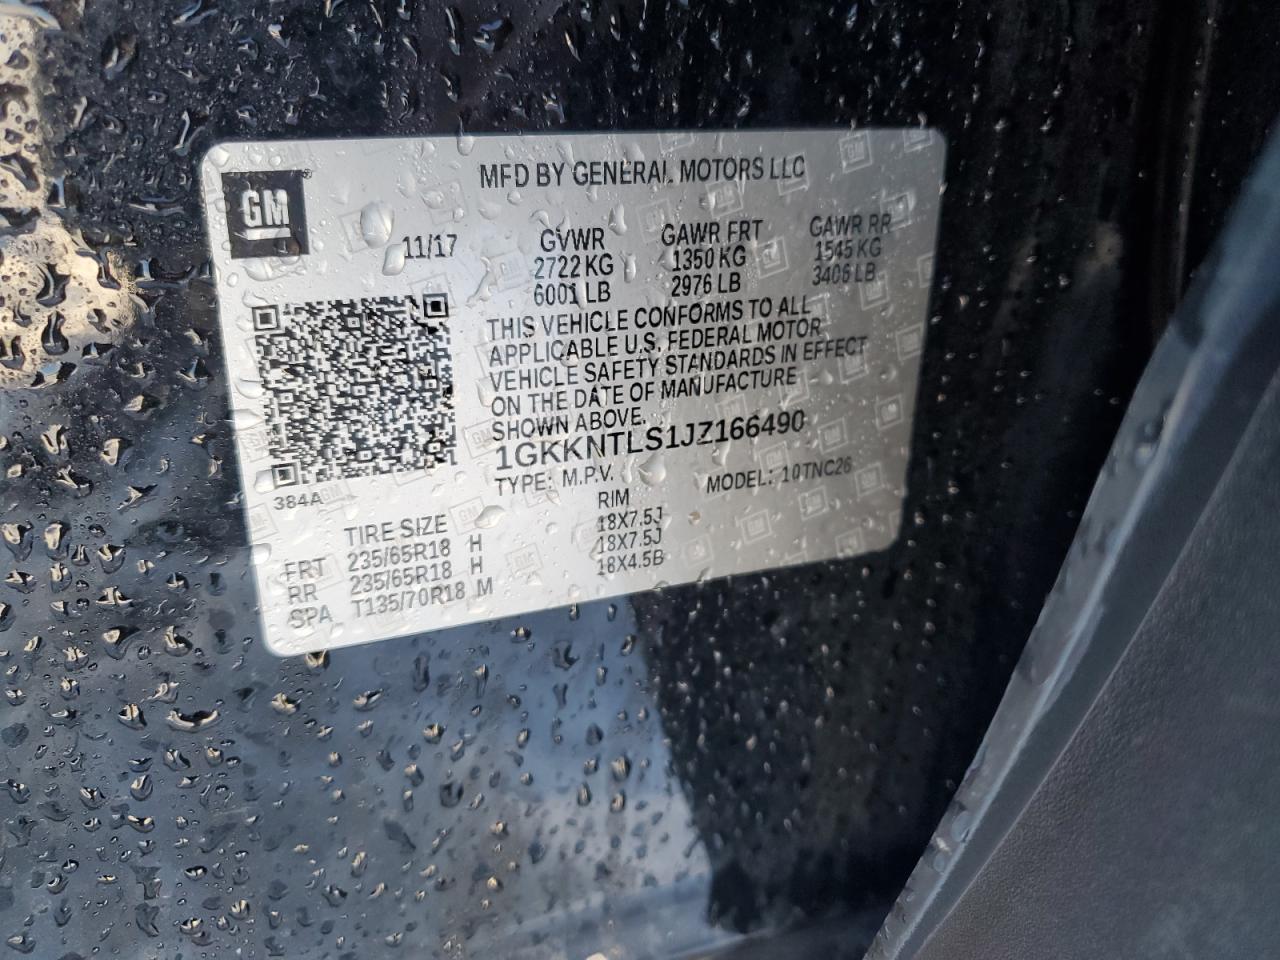 MFD BY GENERAL MOTORS LLC
GM
11/17
GVWR GAWR FRT GAWR RR
2722 KG 1350 KG 1545 KG
6001 LB 2976 LB 3406 LB
THIS VEHICLE CONFORMS TO ALL
APPLICABLE U.S. FEDERAL MOTOR
VEHICLE SAFETY STANDARDS IN EFFECT
ON THE DATE OF MANUFACTURE
SHOWN ABOVE.
1GKKNTLS1JZ166490
TYPE: M.P.V. MODEL: 10TNC26
384A
TIRE SIZE RIM
FRT 235/65R18 H 18X7.5J
RR 235/65R18 H 18X7.5J
SPA T135/70R18 M 18X4.5B